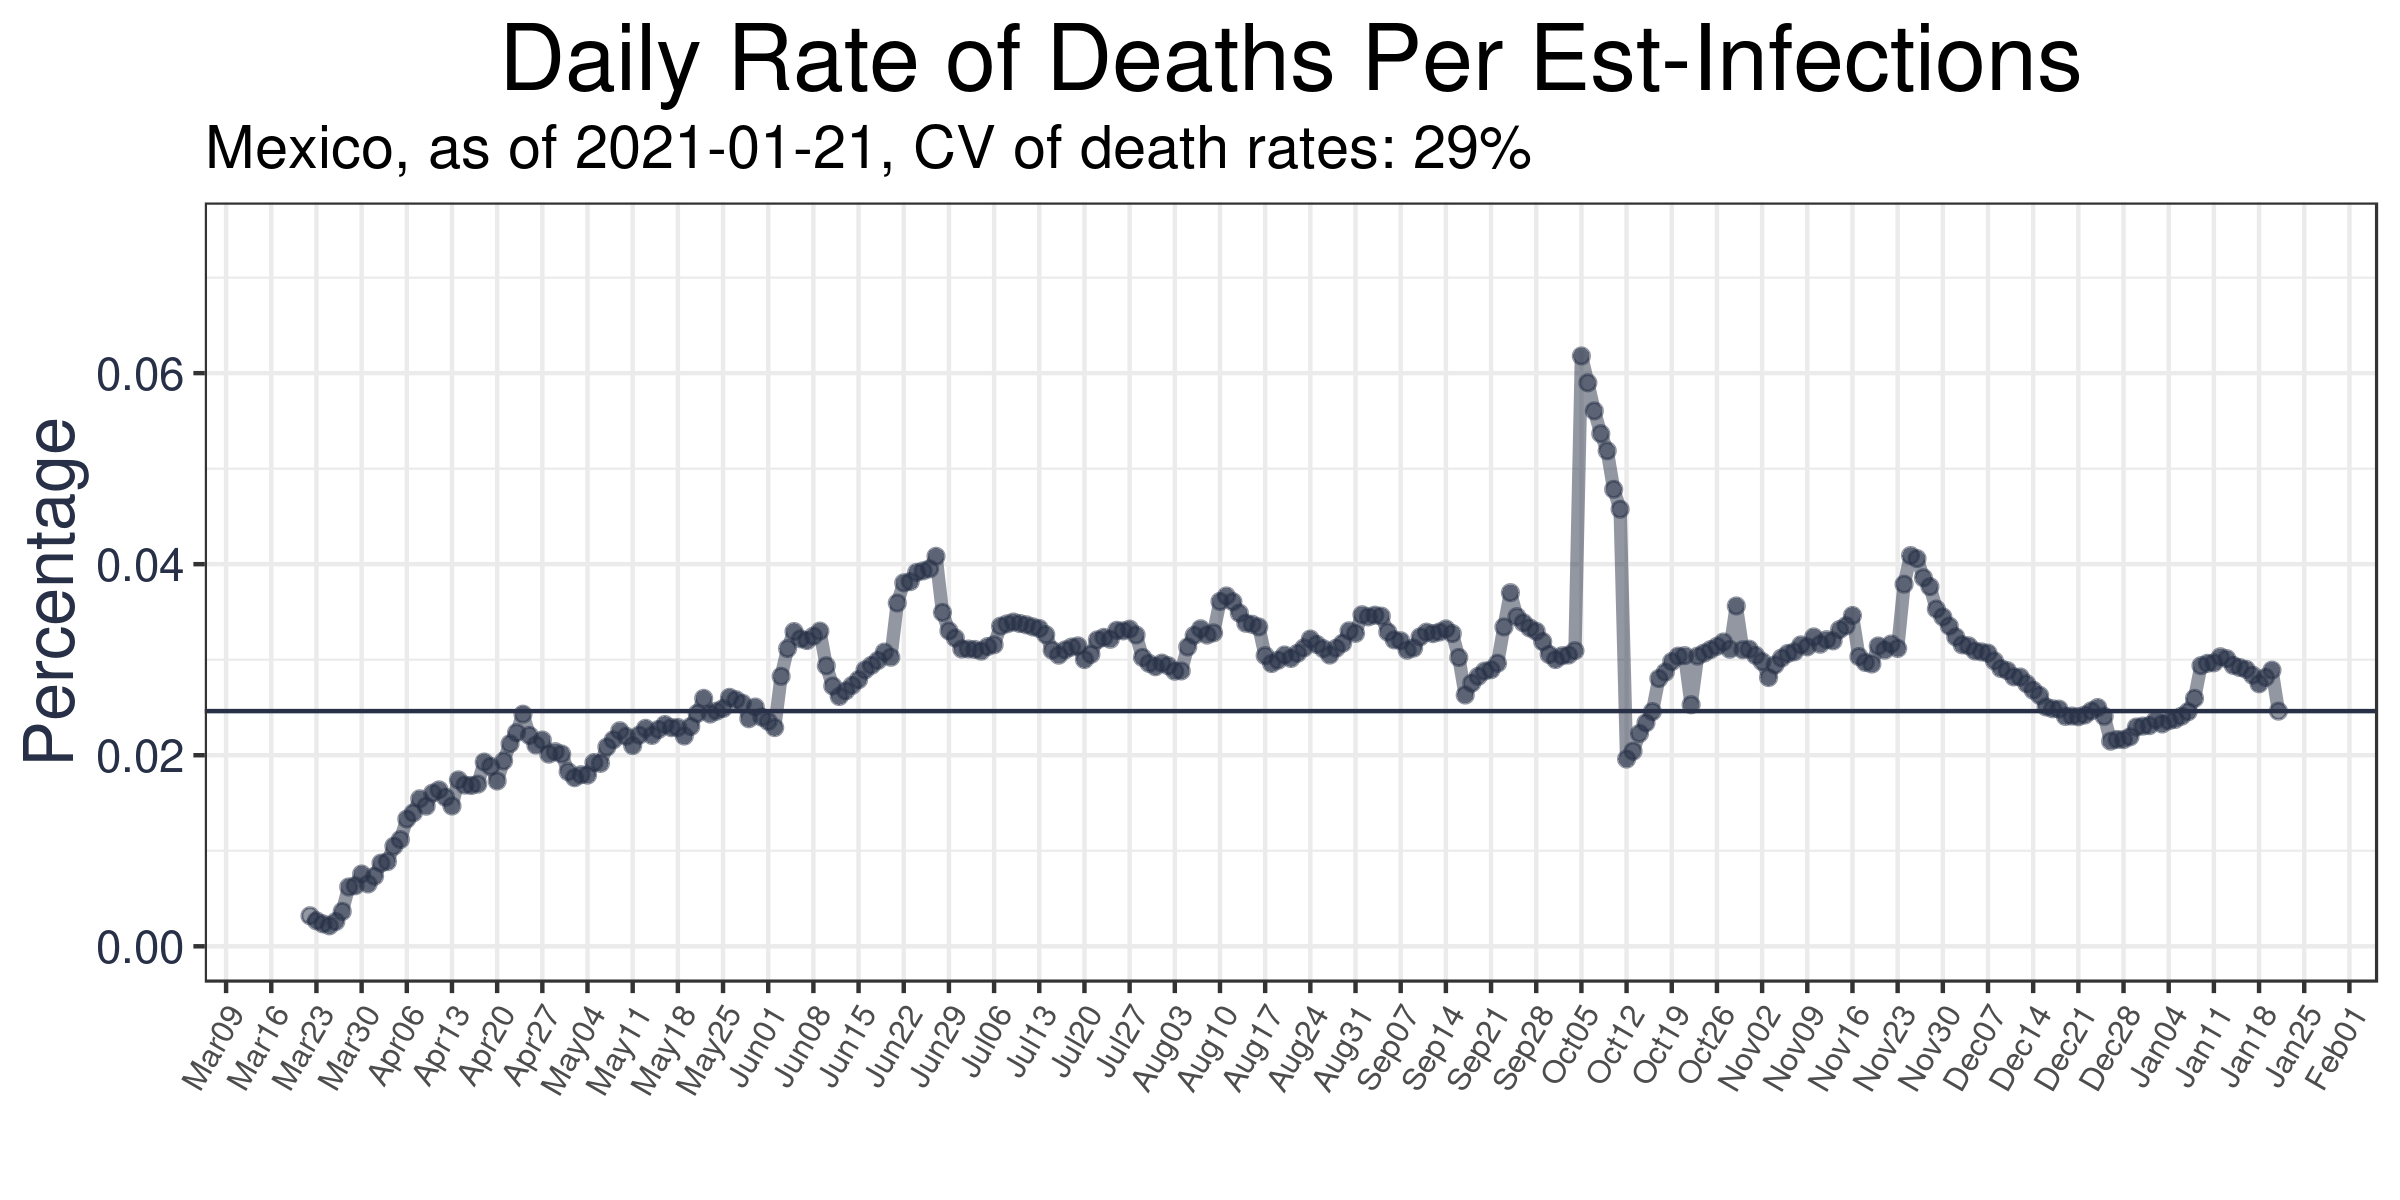 Daily Rate of Deaths Per Est-Infections
Mexico, as of 2021-01-21, CV of death rates: 29%
Percentage
0.06
0.04
0.02
0.00
Mar09
Mar16
Mar23
Mar30
Apr06
Apr13
Apr20
Apr27
May04
May11
May18
May25
Jun01
Jun08
Jun15
Jun22
Jun29
Jul06
Jul13
Jul20
Jul27
Aug03
Aug10
Aug17
Aug24
Aug31
Sep07
Sep14
Sep21
Sep28
Oct05
Oct12
Oct19
Oct26
Nov02
Nov09
Nov16
Nov23
Nov30
Dec07
Dec14
Dec21
Dec28
Jan04
Jan11
Jan18
Jan25
Feb01